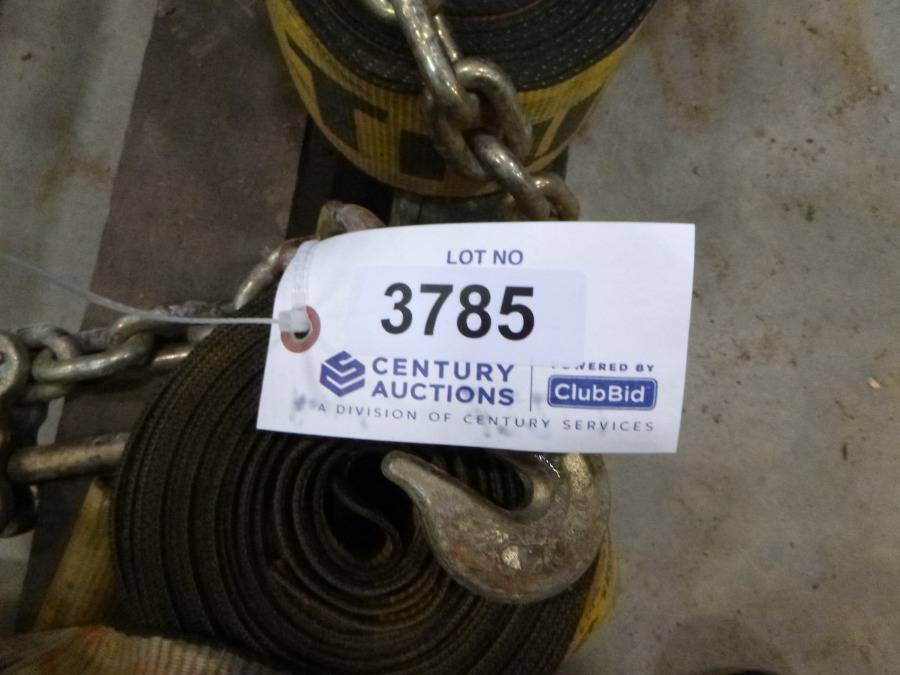 LOT NO
3785
CENTURY
AUCTIONS
POWERED BY
ClubBid
A DIVISION OF CENTURY SERVICES